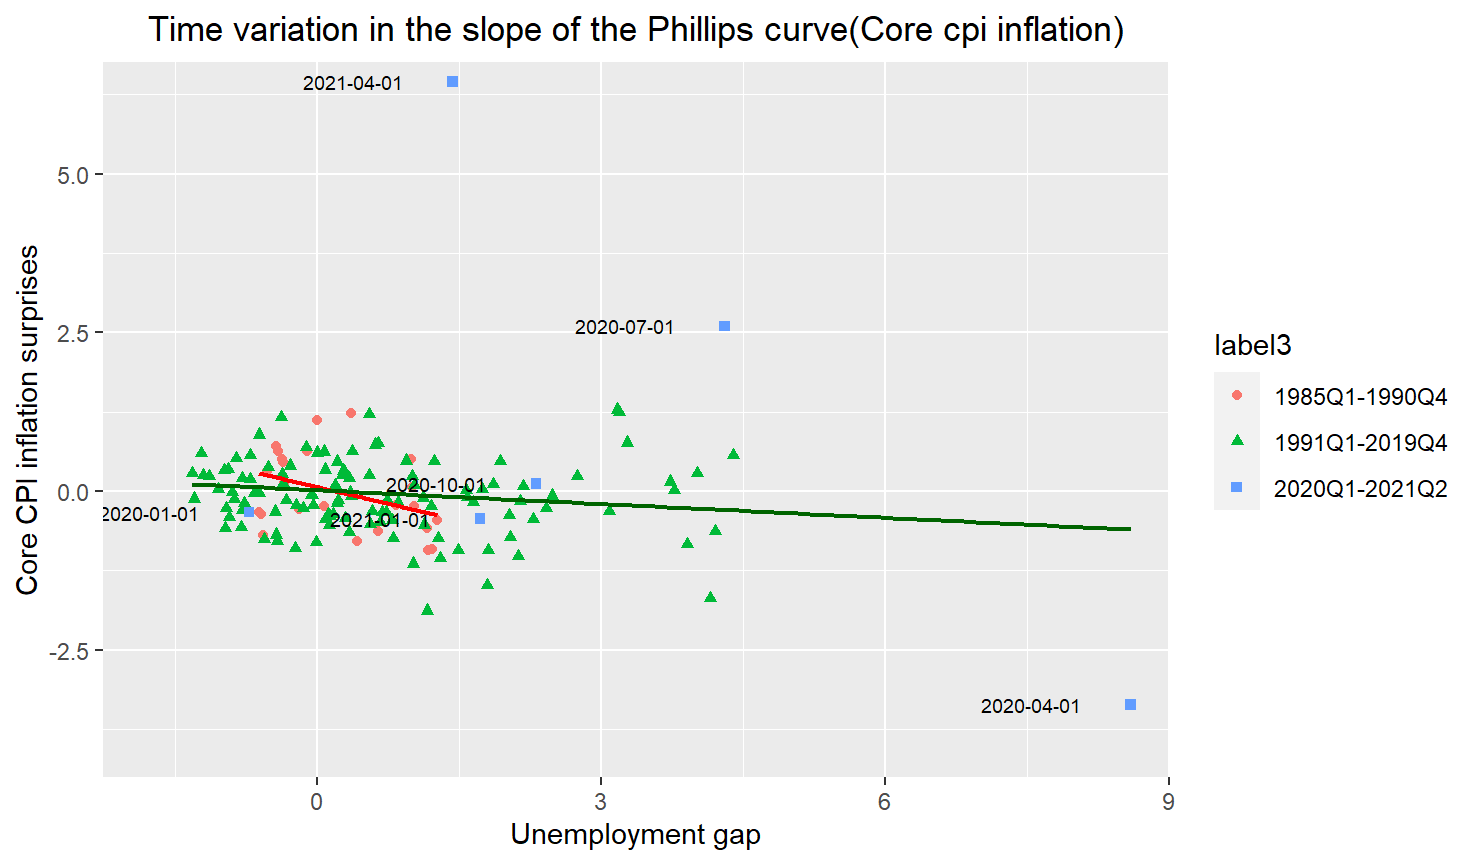 Time variation in the slope of the Phillips curve(Core cpi inflation)
2021-04-01
5.0
2020-07-01
2.5
label3
1985Q1-1990Q4
1991Q1-2019Q4
2020Q1-2021Q2
Core CPI inflation surprises
2020-10-01
0.0
2020-01-01
2021-01-01
-2.5
2020-04-01
0
3
6
9
Unemployment gap